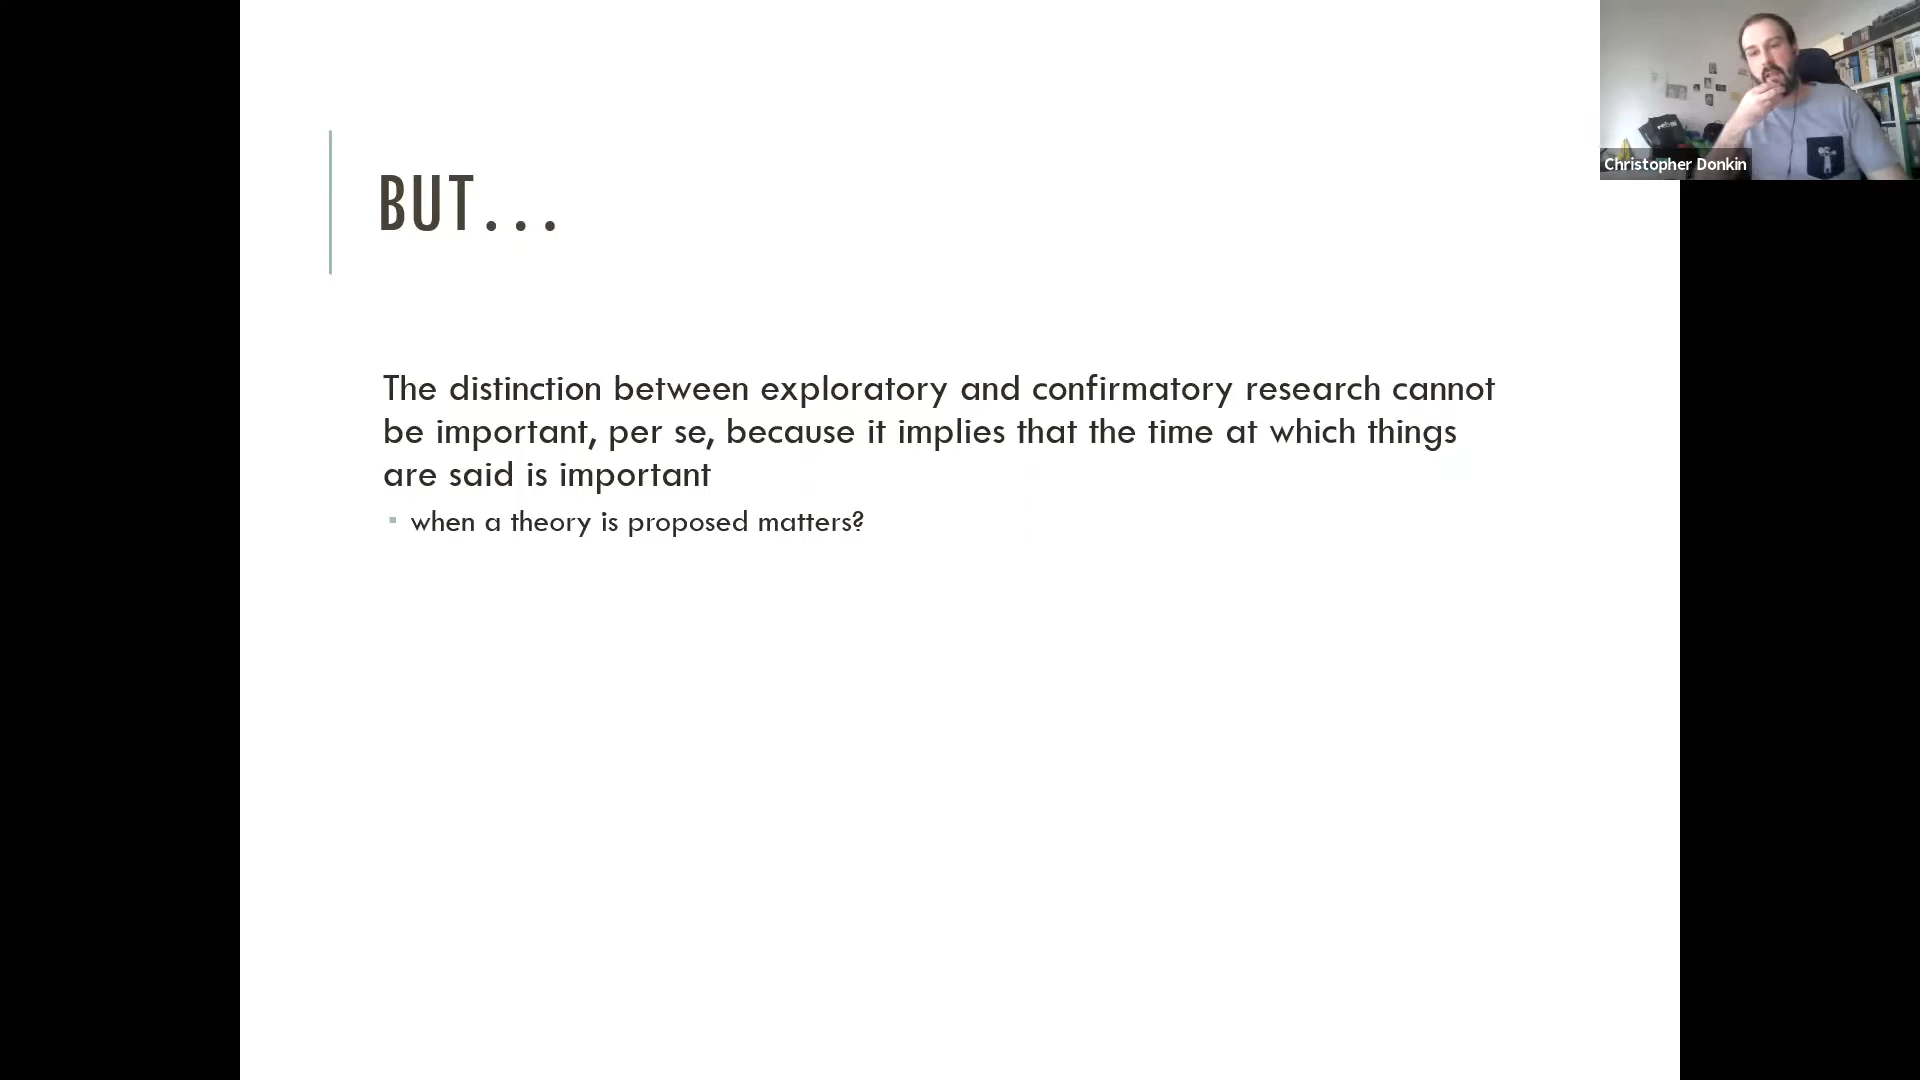 BUT...
Christopher Donkin
The distinction between exploratory and confirmatory research cannot
be important, per se, because it implies that the time at which things
are said is important
▪ when a theory is proposed matters?